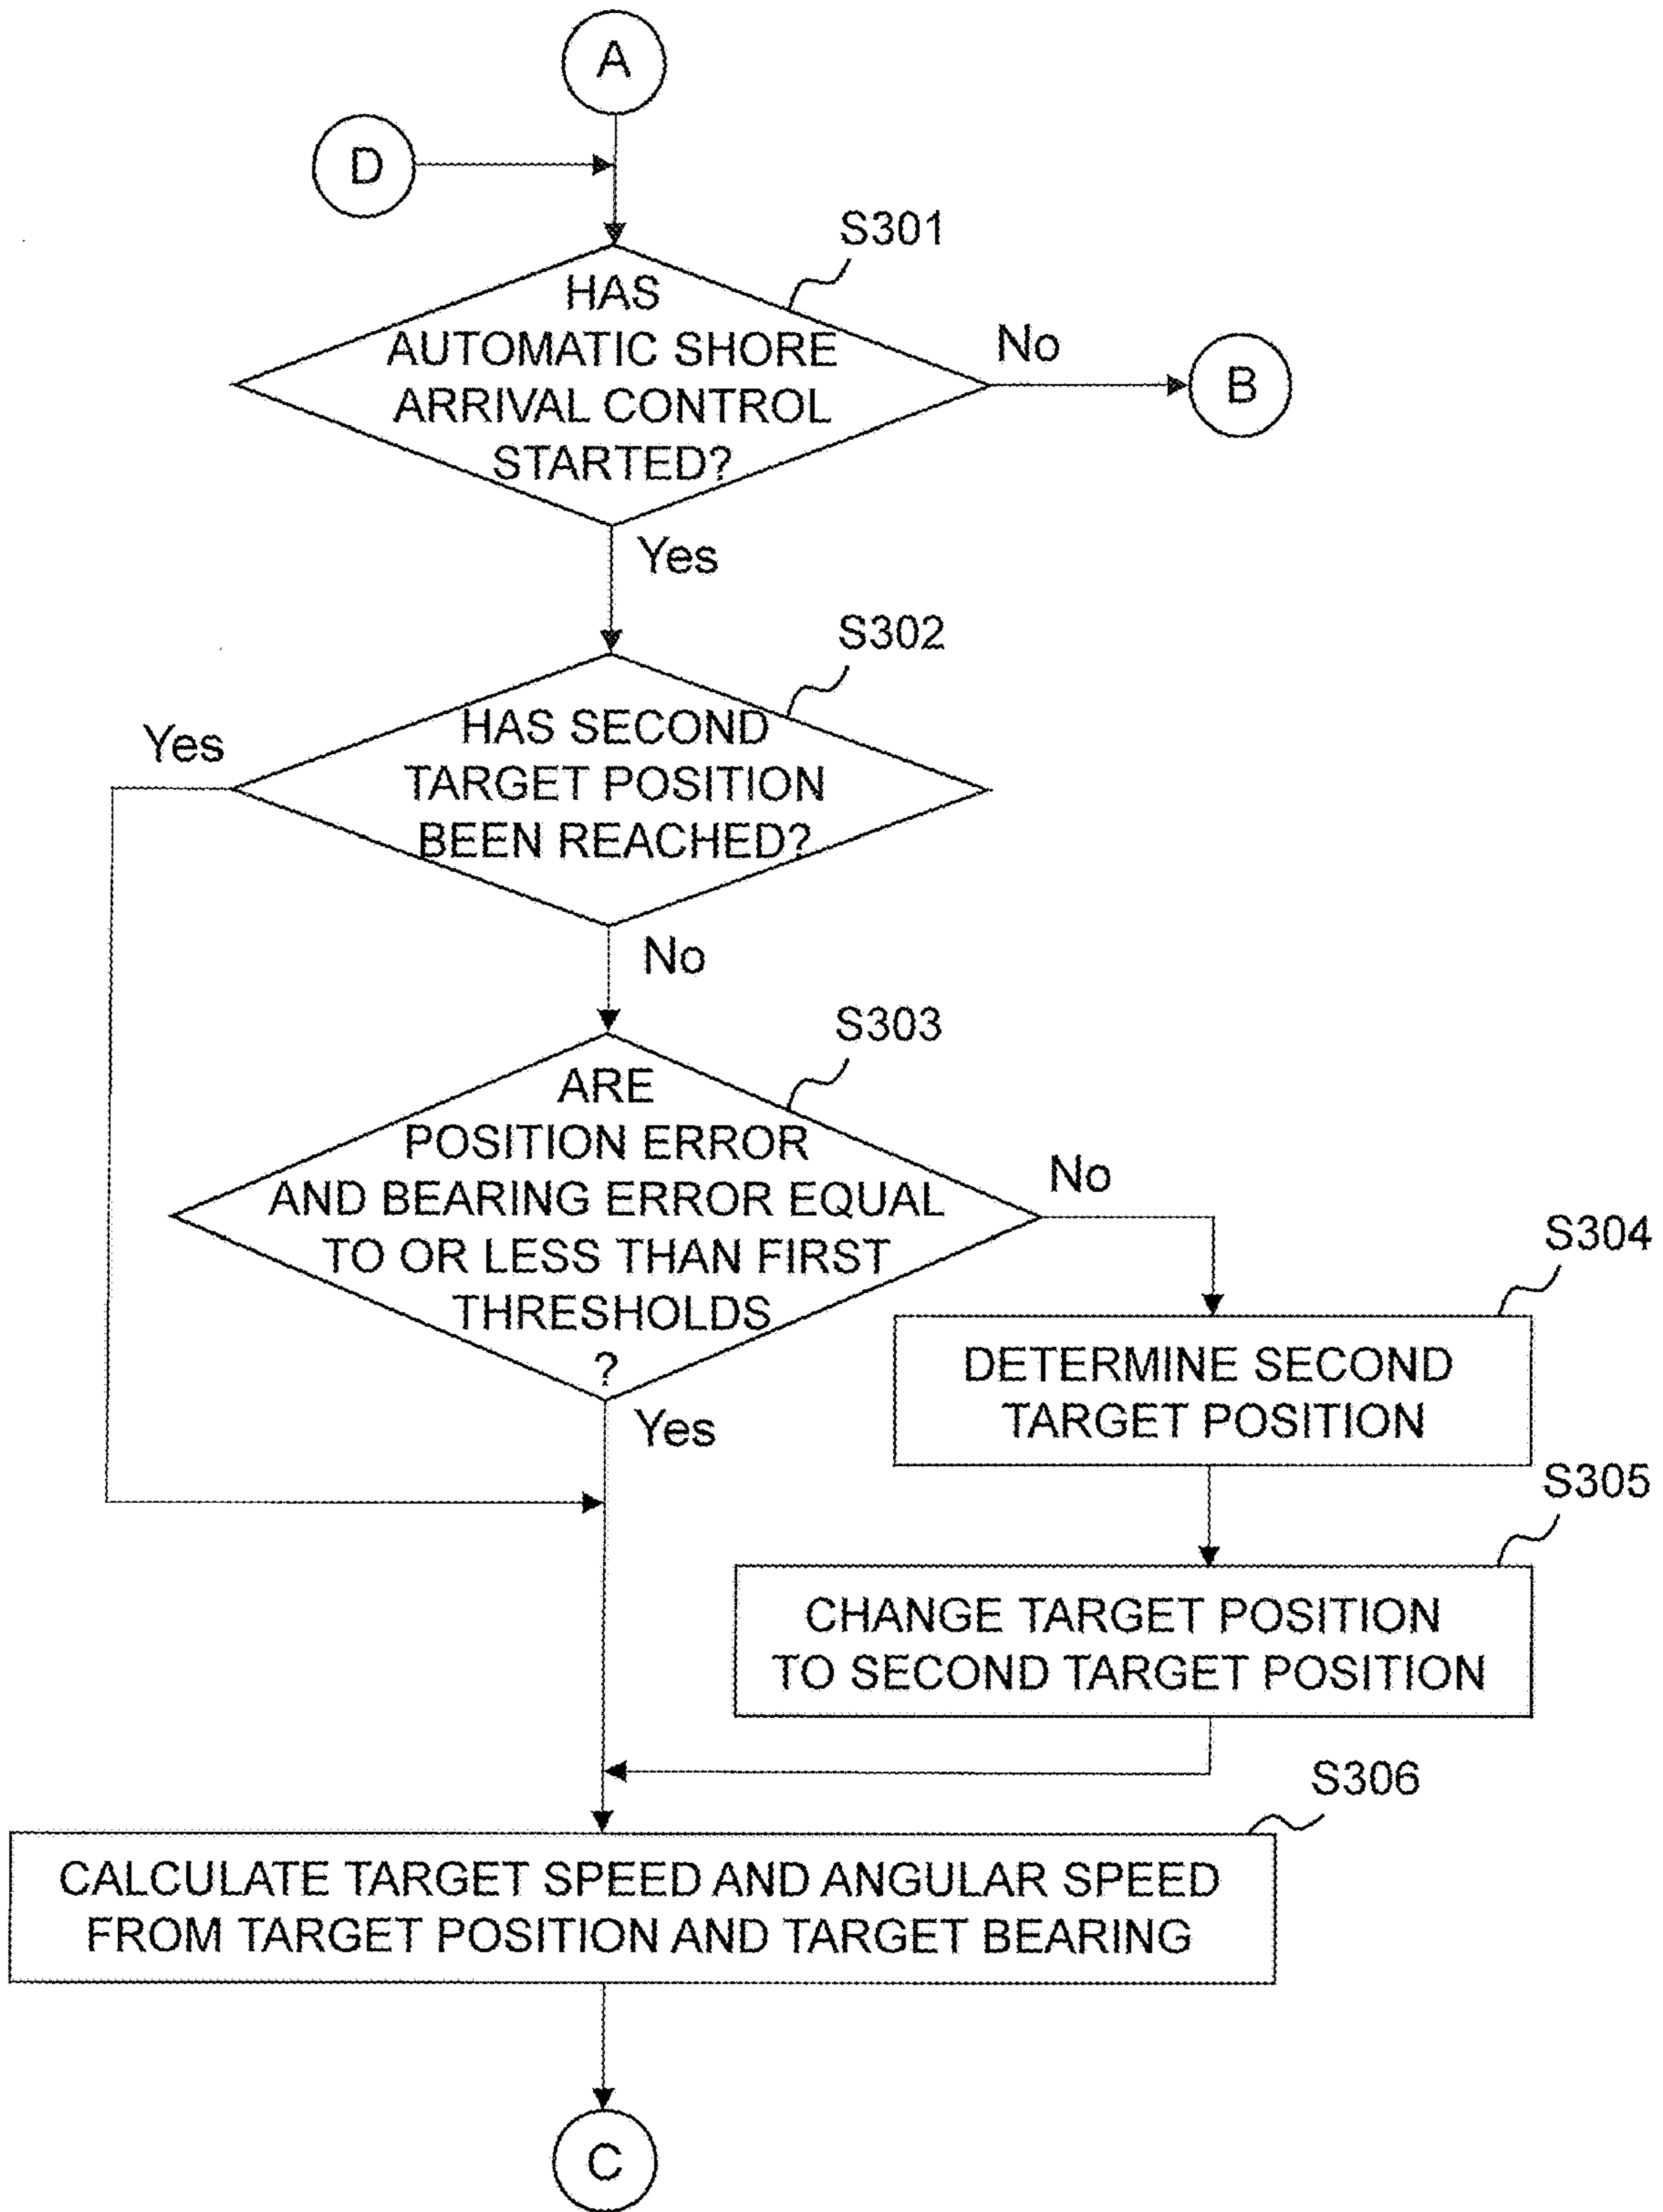 A
D
S301
HAS
AUTOMATIC SHORE
ARRIVAL CONTROL
STARTED?
No
B
Yes
S302
HAS SECOND
TARGET POSITION
BEEN REACHED?
Yes
No
S303
ARE
POSITION ERROR
AND BEARING ERROR EQUAL
TO OR LESS THAN FIRST
THRESHOLDS
?
No
Yes
S304
DETERMINE SECOND
TARGET POSITION
S305
CHANGE TARGET POSITION
TO SECOND TARGET POSITION
S306
CALCULATE TARGET SPEED AND ANGULAR SPEED
FROM TARGET POSITION AND TARGET BEARING
C